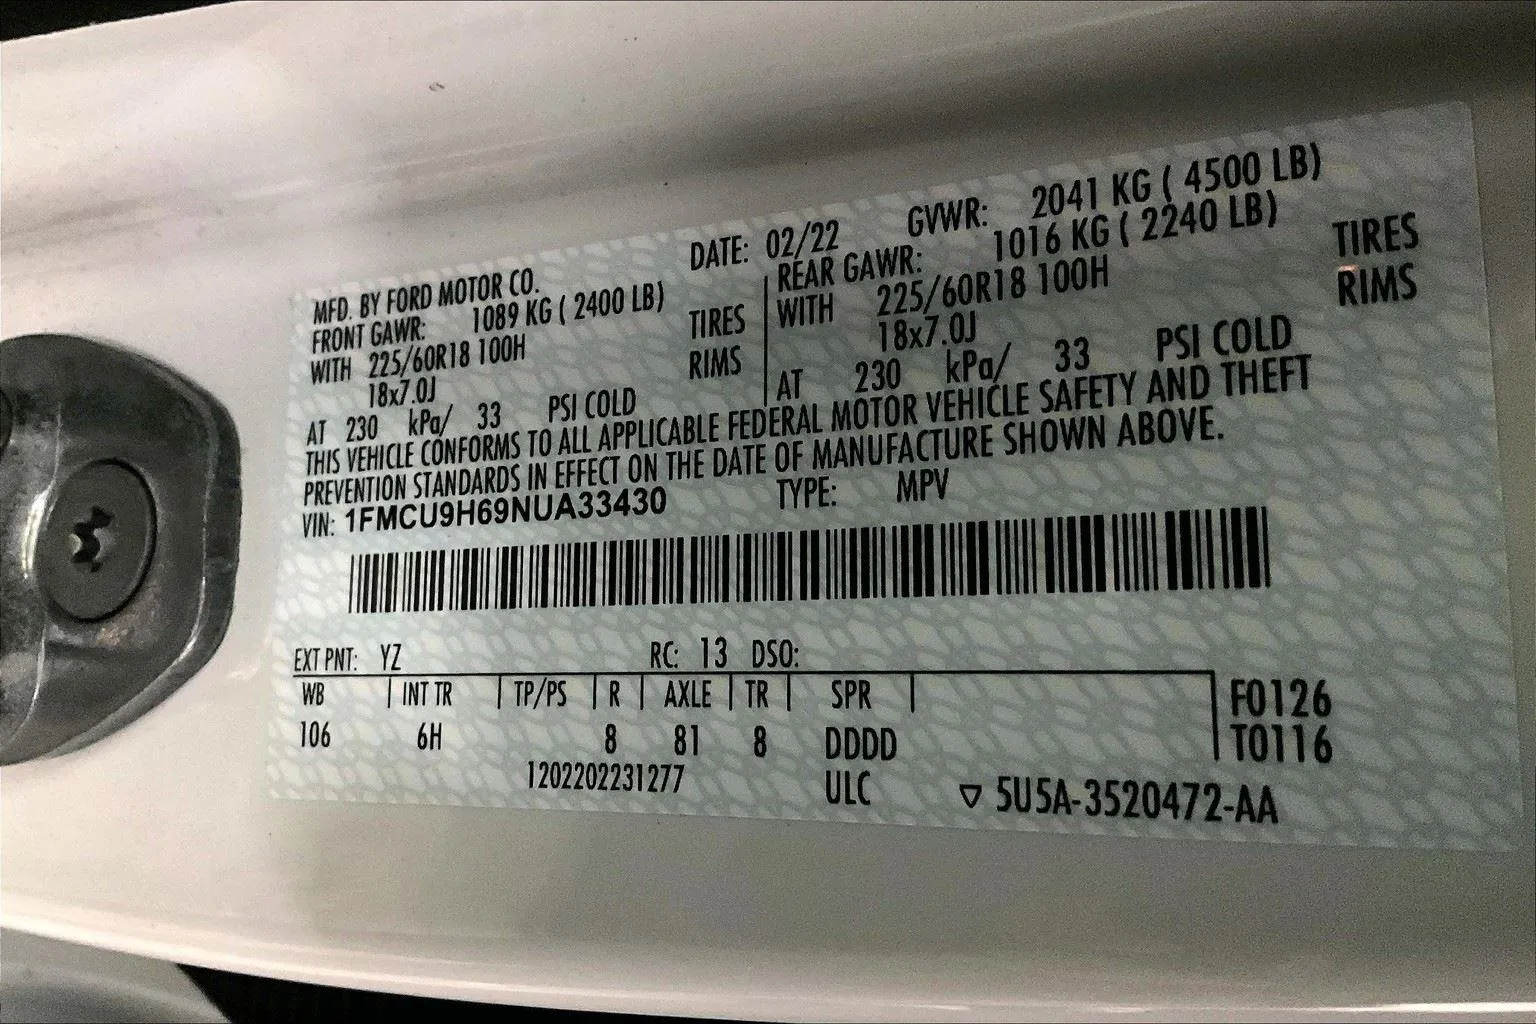 MFD. BY FORD MOTOR CO. DATE: 02/22 GVWR: 2041 KG ( 4500 LB)
FRONT GAWR: 1089 KG ( 2400 LB) REAR GAWR: 1016 KG ( 2240 LB)
WITH 225/60R18 100H TIRES WITH 225/60R18 100H TIRES
18x7.0J RIMS 18x7.0J RIMS
AT 230 kPa/ 33 PSI COLD AT 230 kPa/ 33 PSI COLD
THIS VEHICLE CONFORMS TO ALL APPLICABLE FEDERAL MOTOR VEHICLE SAFETY AND THEFT
PREVENTION STANDARDS IN EFFECT ON THE DATE OF MANUFACTURE SHOWN ABOVE.
VIN: 1FMCU9H69NUA33430 TYPE: MPV
EXT PNT: YZ RC: 13 DSO:
WB INT TR TP/PS R AXLE TR SPR F0126
106 6H 8 81 8 DDDD T0116
1202202231277 ULC ▽ 5U5A-3520472-AA